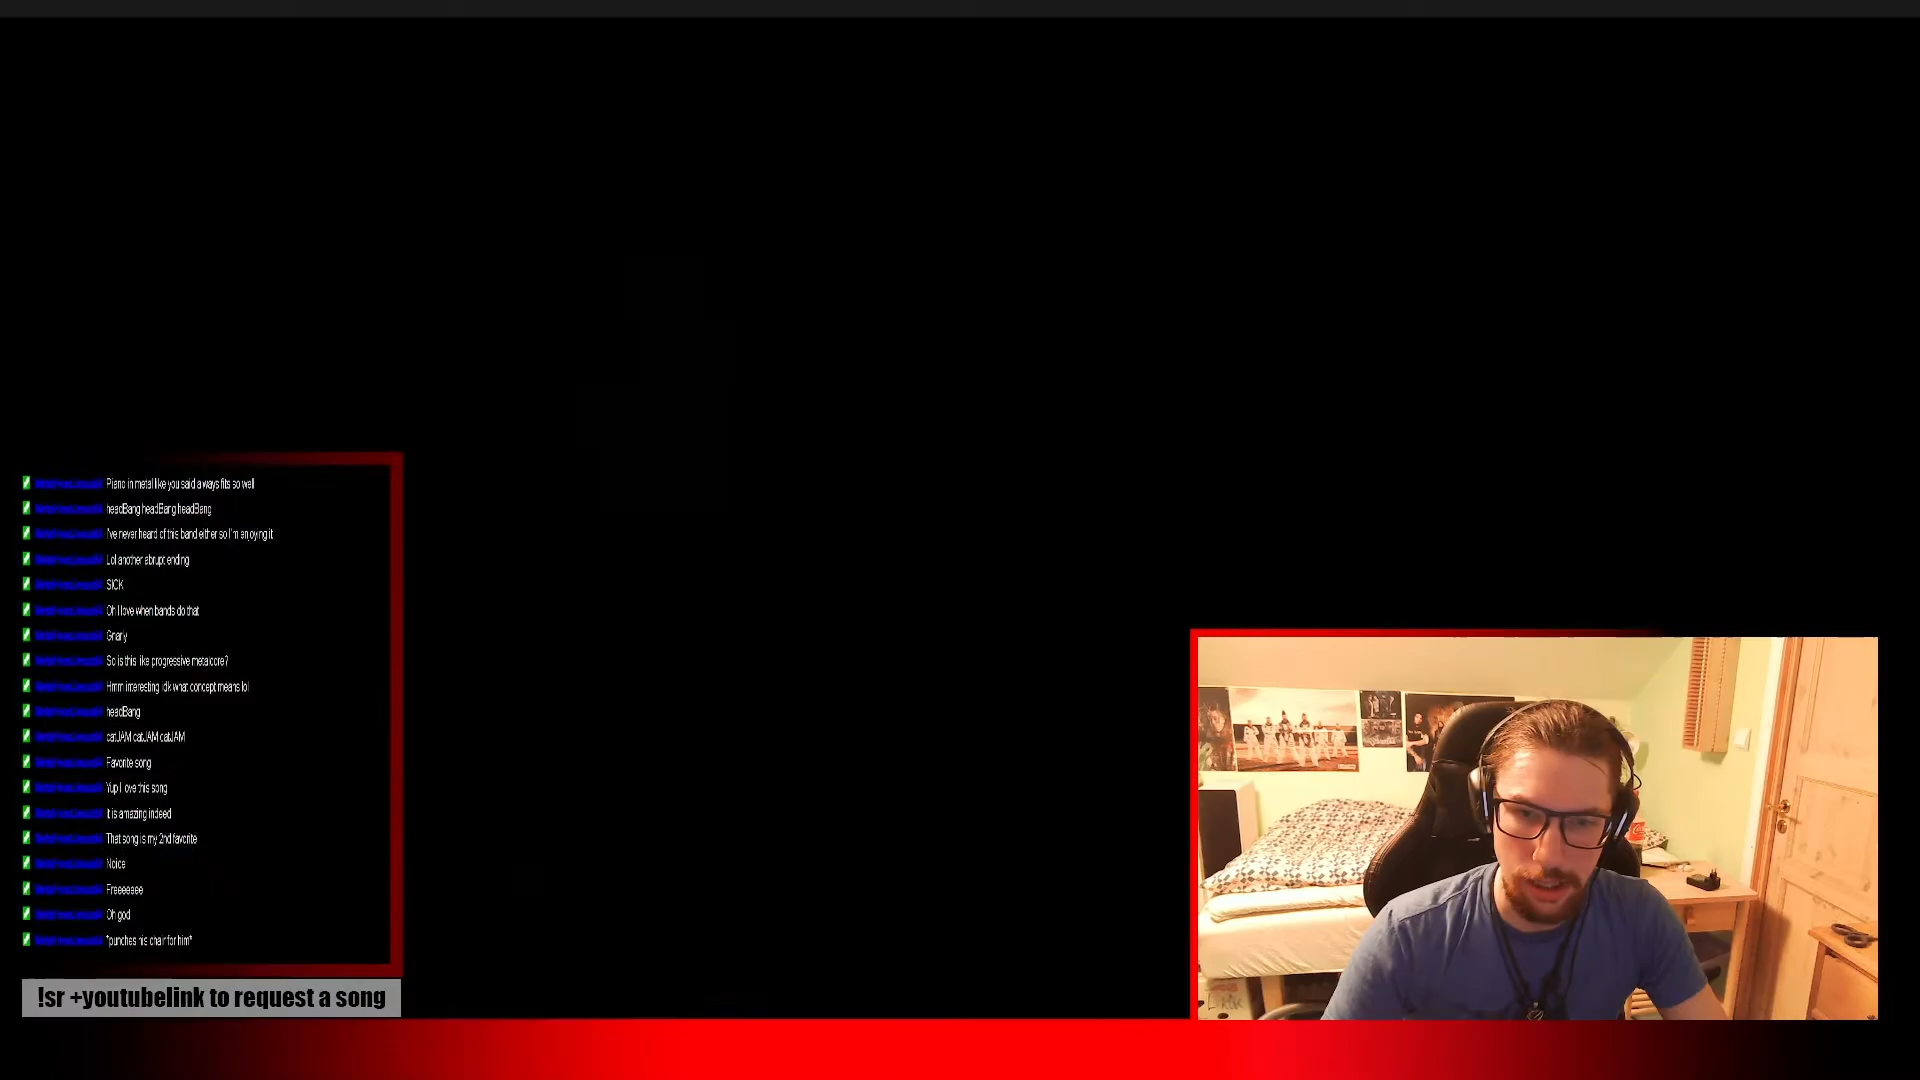 Piano in metal like you said always fits so well
headBang headBang headBang
I've never heard of this band either so I'm enjoying it
Lol another abrupt ending
SICK
Oh I love when bands do that
Gnarly
So is this like progressive metalcore?
Hmm interesting idk what concept means lol
headBang
catJAM catJAM catJAM
Favorite song
Yup I love this song
It is amazing indeed
That song is my 2nd favorite
Noice
Freeeeeee
Oh god
*punches his chair for him*
!sr +youtubelink to request a song